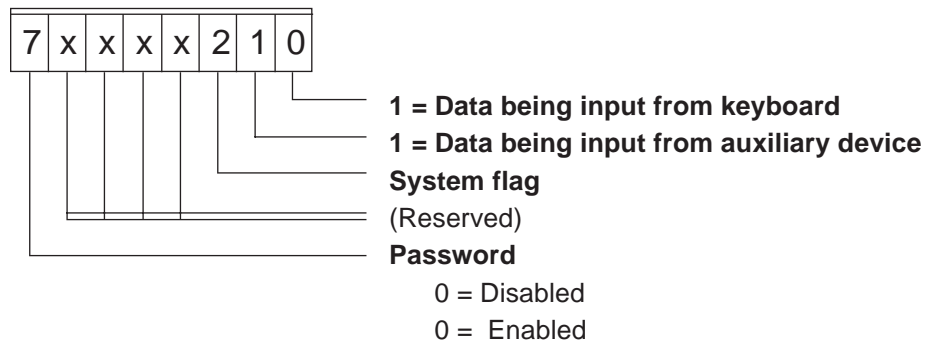 7 x x x x 2 1 0
1 = Data being input from keyboard
1 = Data being input from auxiliary device
System flag
(Reserved)
Password
0 = Disabled
0 = Enabled